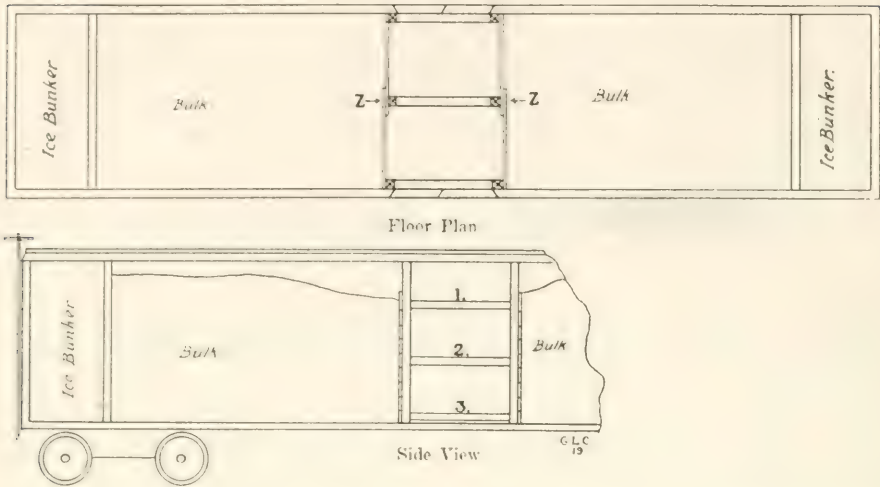 Ice Bunker
Bulk
Z
Z
Bulk
Ice Bunker.
Floor Plan
Ice Bunker
Bulk
1.
2.
3.
Bulk
Side View
G L C
19